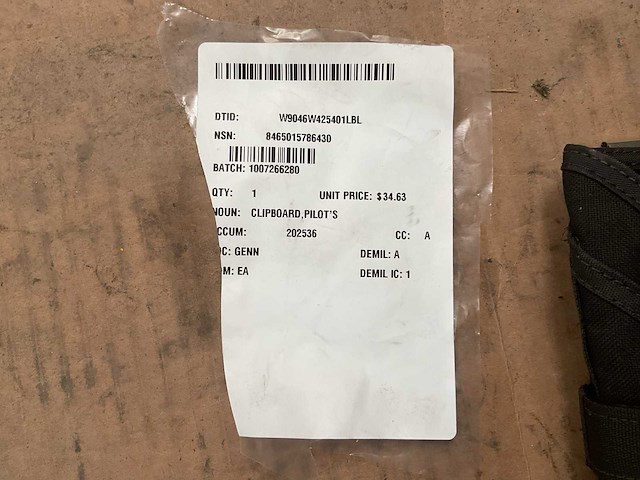 DTID: W9046W425401LBL
NSN: 8465015786430
BATCH: 1007266280
QTY: 1 UNIT PRICE: $34.63
NOUN: CLIPBOARD,PILOT'S
CCUM: 202536 CC: A
C: GENN DEMIL: A
OM: EA DEMIL IC: 1